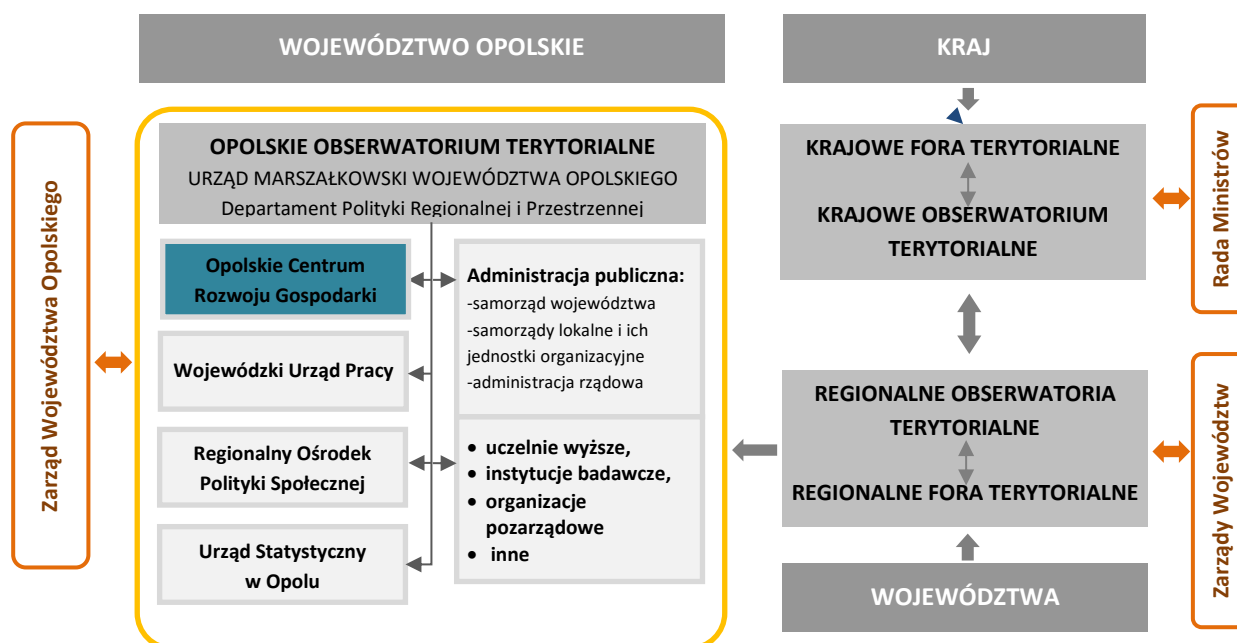 WOJEWÓDZTWO OPOLSKIE
KRAJ
Zarząd Województwa Opolskiego
OPOLSKIE OBSERWATORIUM TERYTORIALNE
URZĄD MARSZAŁKOWSKI WOJEWÓDZTWA OPOLSKIEGO
Departament Polityki Regionalnej i Przestrzennej
Opolskie Centrum
Rozwoju Gospodarki
Wojewódzki Urząd Pracy
Regionalny Ośrodek
Polityki Społecznej
Urząd Statystyczny
w Opolu
Administracja publiczna:
-samorząd województwa
-samorządy lokalne i ich
jednostki organizacyjne
-administracja rządowa
• uczelnie wyższe,
• instytucje badawcze,
• organizacje
pozarządowe
• inne
KRAJOWE FORA TERYTORIALNE
KRAJOWE OBSERWATORIUM
TERYTORIALNE
Rada Ministrów
REGIONALNE OBSERWATORIA
TERYTORIALNE
REGIONALNE FORA TERYTORIALNE
Zarządy Województw
WOJEWÓDZTWA